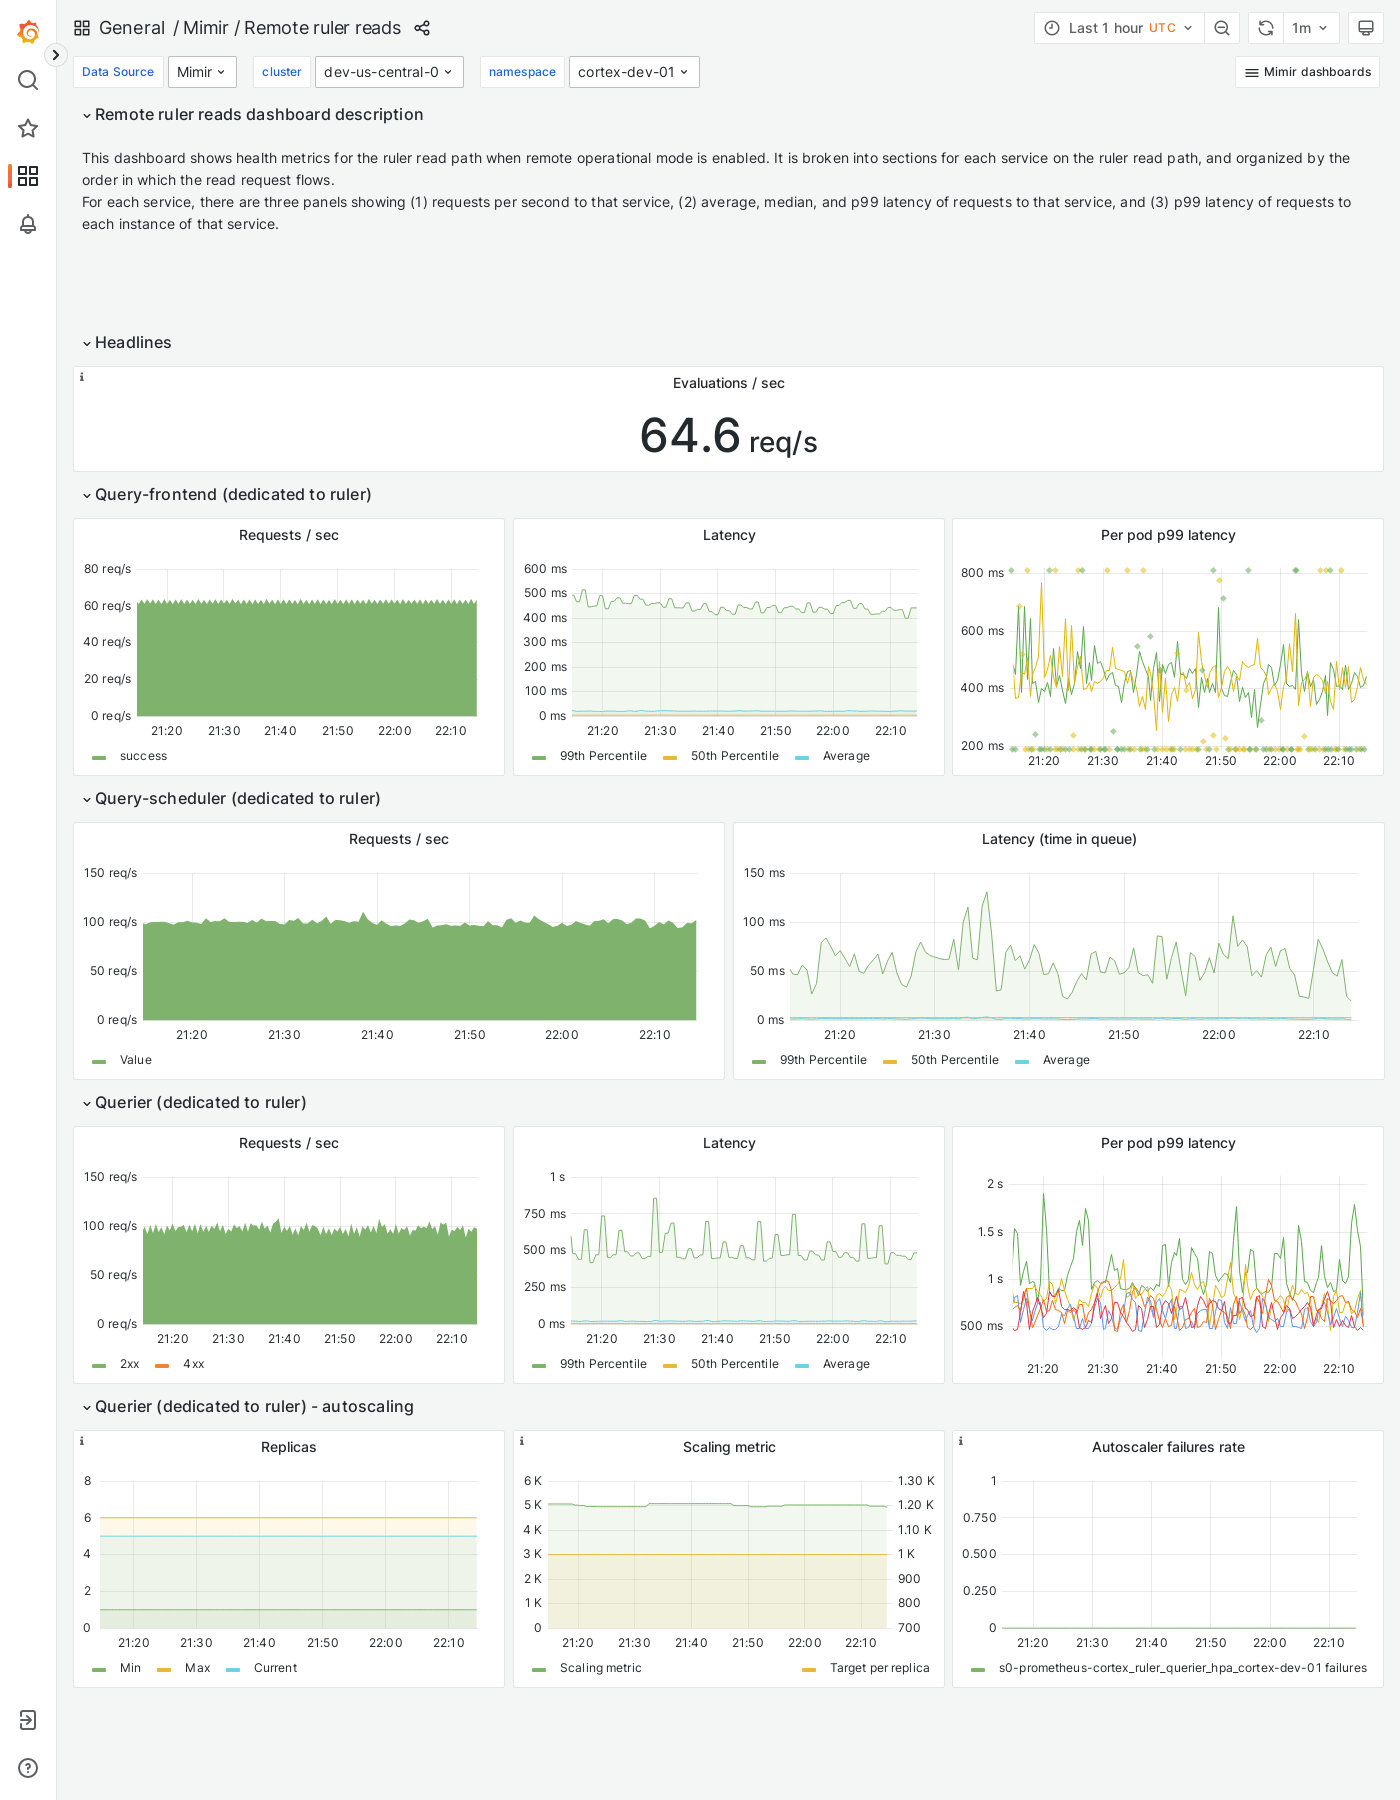 General / Mimir / Remote ruler reads
Last 1 hour UTC
1m
Data Source Mimir cluster dev-us-central-0 namespace cortex-dev-01 Mimir dashboards
Remote ruler reads dashboard description
This dashboard shows health metrics for the ruler read path when remote operational mode is enabled. It is broken into sections for each service on the ruler read path, and organized by the
order in which the read request flows.
For each service, there are three panels showing (1) requests per second to that service, (2) average, median, and p99 latency of requests to that service, and (3) p99 latency of requests to
each instance of that service.
Headlines
Evaluations / sec
64.6 req/s
Query-frontend (dedicated to ruler)
Requests / sec
80 req/s
60 req/s
40 req/s
20 req/s
0 req/s
21:20 21:30 21:40 21:50 22:00 22:10
success
Latency
600 ms
500 ms
400 ms
300 ms
200 ms
100 ms
0 ms
21:20 21:30 21:40 21:50 22:00 22:10
99th Percentile 50th Percentile Average
Per pod p99 latency
800 ms
600 ms
400 ms
200 ms
21:20 21:30 21:40 21:50 22:00 22:10
Query-scheduler (dedicated to ruler)
Requests / sec
150 req/s
100 req/s
50 req/s
0 req/s
21:20 21:30 21:40 21:50 22:00 22:10
Value
Latency (time in queue)
150 ms
100 ms
50 ms
0 ms
21:20 21:30 21:40 21:50 22:00 22:10
99th Percentile 50th Percentile Average
Querier (dedicated to ruler)
Requests / sec
150 req/s
100 req/s
50 req/s
0 req/s
21:20 21:30 21:40 21:50 22:00 22:10
2xx 4xx
Latency
1 s
750 ms
500 ms
250 ms
0 ms
21:20 21:30 21:40 21:50 22:00 22:10
99th Percentile 50th Percentile Average
Per pod p99 latency
2 s
1.5 s
1 s
500 ms
21:20 21:30 21:40 21:50 22:00 22:10
Querier (dedicated to ruler) - autoscaling
Replicas
8
6
4
2
0
21:20 21:30 21:40 21:50 22:00 22:10
Min Max Current
Scaling metric
6 K 1.30 K
5 K 1.20 K
4 K 1.10 K
3 K 1 K
2 K 900
1 K 800
0 700
21:20 21:30 21:40 21:50 22:00 22:10
Scaling metric Target per replica
Autoscaler failures rate
1
0.750
0.500
0.250
0
21:20 21:30 21:40 21:50 22:00 22:10
s0-prometheus-cortex_ruler_querier_hpa_cortex-dev-01 failures